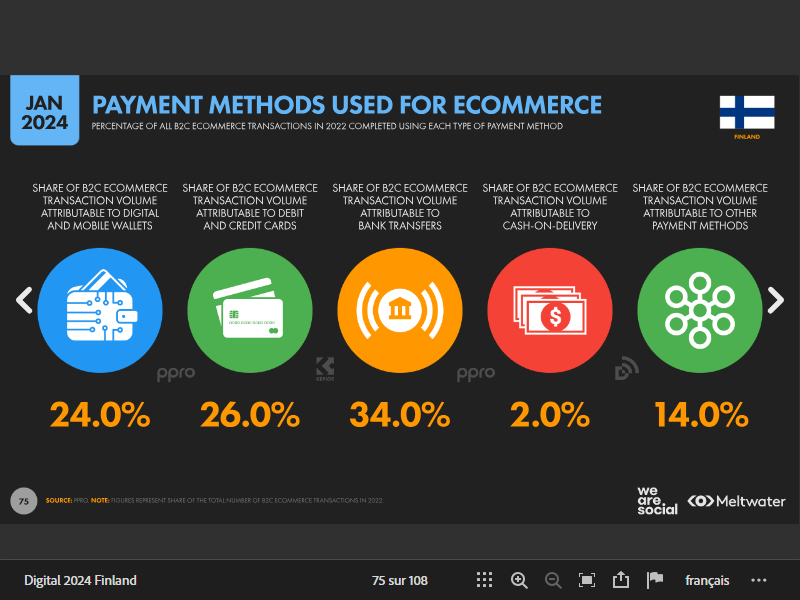 JAN
2024
PAYMENT METHODS USED FOR ECOMMERCE
PERCENTAGE OF ALL B2C ECOMMERCE TRANSACTIONS IN 2022 COMPLETED USING EACH TYPE OF PAYMENT METHOD
FINLAND
SHARE OF B2C ECOMMERCE
TRANSACTION VOLUME
ATTRIBUTABLE TO DIGITAL
AND MOBILE WALLETS
SHARE OF B2C ECOMMERCE
TRANSACTION VOLUME
ATTRIBUTABLE TO DEBIT
AND CREDIT CARDS
SHARE OF B2C ECOMMERCE
TRANSACTION VOLUME
ATTRIBUTABLE TO
BANK TRANSFERS
SHARE OF B2C ECOMMERCE
TRANSACTION VOLUME
ATTRIBUTABLE TO
CASH-ON-DELIVERY
SHARE OF B2C ECOMMERCE
TRANSACTION VOLUME
ATTRIBUTABLE TO OTHER
PAYMENT METHODS
$
ppro
KEPIOS
ppro
24.0%
26.0%
34.0%
2.0%
14.0%
75
SOURCE: PPRO. NOTE: FIGURES REPRESENT SHARE OF THE TOTAL NUMBER OF B2C ECOMMERCE TRANSACTIONS IN 2022.
we
are.
social
Meltwater
Digital 2024 Finland
75 sur 108
français